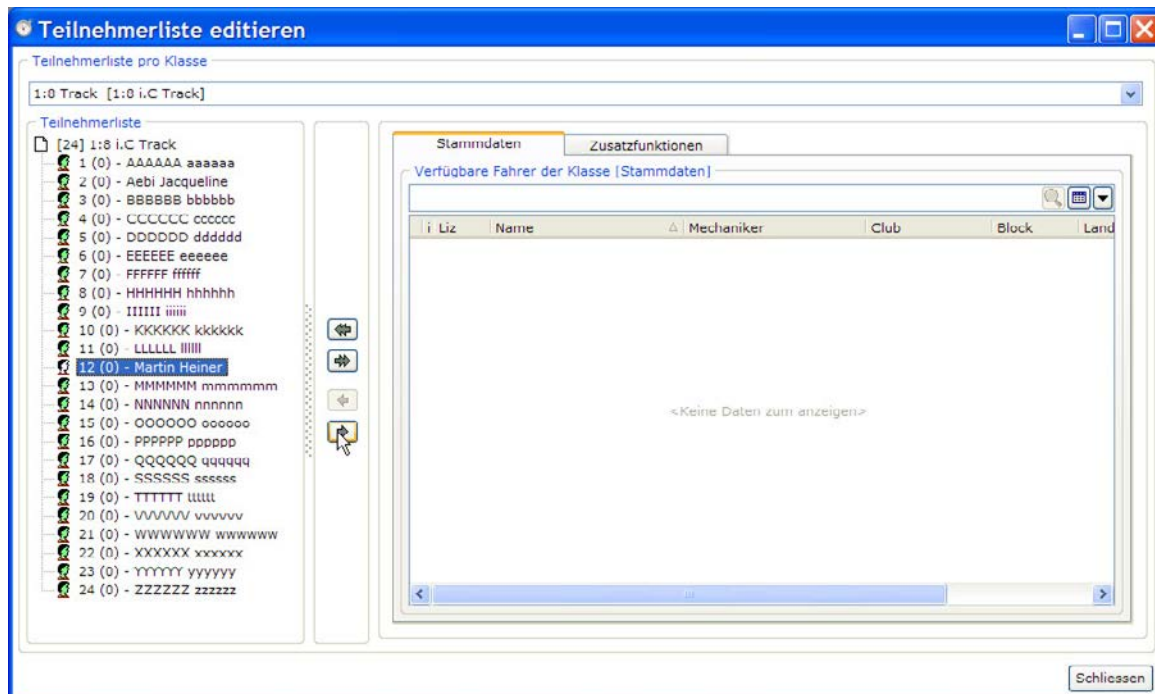 Teilnehmerliste editieren
Teilnehmerliste pro Klasse
1:8 Track [1:8 i.C Track]
Teilnehmerliste
[24] 1:8 i.C Track
1 (0) - AAAAAA aaaaaa
2 (0) - Aebi Jacqueline
3 (0) - BBBBBB bbbbbb
4 (0) - CCCCCC cccccc
5 (0) - DDDDDD dddddd
6 (0) - EEEEEE eeeeee
7 (0) - FFFFFF ffffff
8 (0) - HHHHHH hhhhhh
9 (0) - IIIIII iiiiii
10 (0) - KKKKKK kkkkkk
11 (0) - LLLLLL llllll
12 (0) - Martin Heiner
13 (0) - MMMMMM mmmmmm
14 (0) - NNNNNN nnnnnn
15 (0) - OOOOOO oooooo
16 (0) - PPPPPP pppppp
17 (0) - QQQQQQ qqqqqq
18 (0) - SSSSSS ssssss
19 (0) - TTTTTT tttttt
20 (0) - VVVVVV vvvvvv
21 (0) - WWWWWW wwwwww
22 (0) - XXXXXX xxxxxx
23 (0) - YYYYYY yyyyyy
24 (0) - ZZZZZZ zzzzzz
Stammdaten Zusatzfunktionen
Verfügbare Fahrer der Klasse [Stammdaten]
i Liz Name Mechaniker Club Block Land
<Keine Daten zum anzeigen>
Schliessen